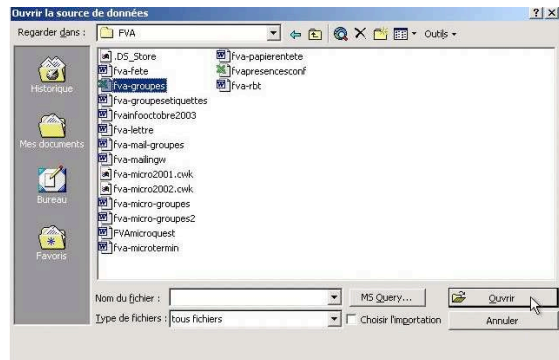 Ouvrir la source de données
Regarder dans : FVA Outils
Historique
Mes documents
Bureau
Favoris
.DS_Store
fva-fete
fva-groupes
fva-groupesetiquettes
fvainfooctobre2003
fva-lettre
fva-mail-groupes
fva-mailingw
fva-micro2001.cwk
fva-micro2002.cwk
fva-micro-groupes
fva-micro-groupes2
FVAmicroquest
fva-microtermin
fva-papierentete
fvapresencesconf
fva-rbt
Nom du fichier : MS Query... Ouvrir
Type de fichiers : tous fichiers Choisir l'importation Annuler